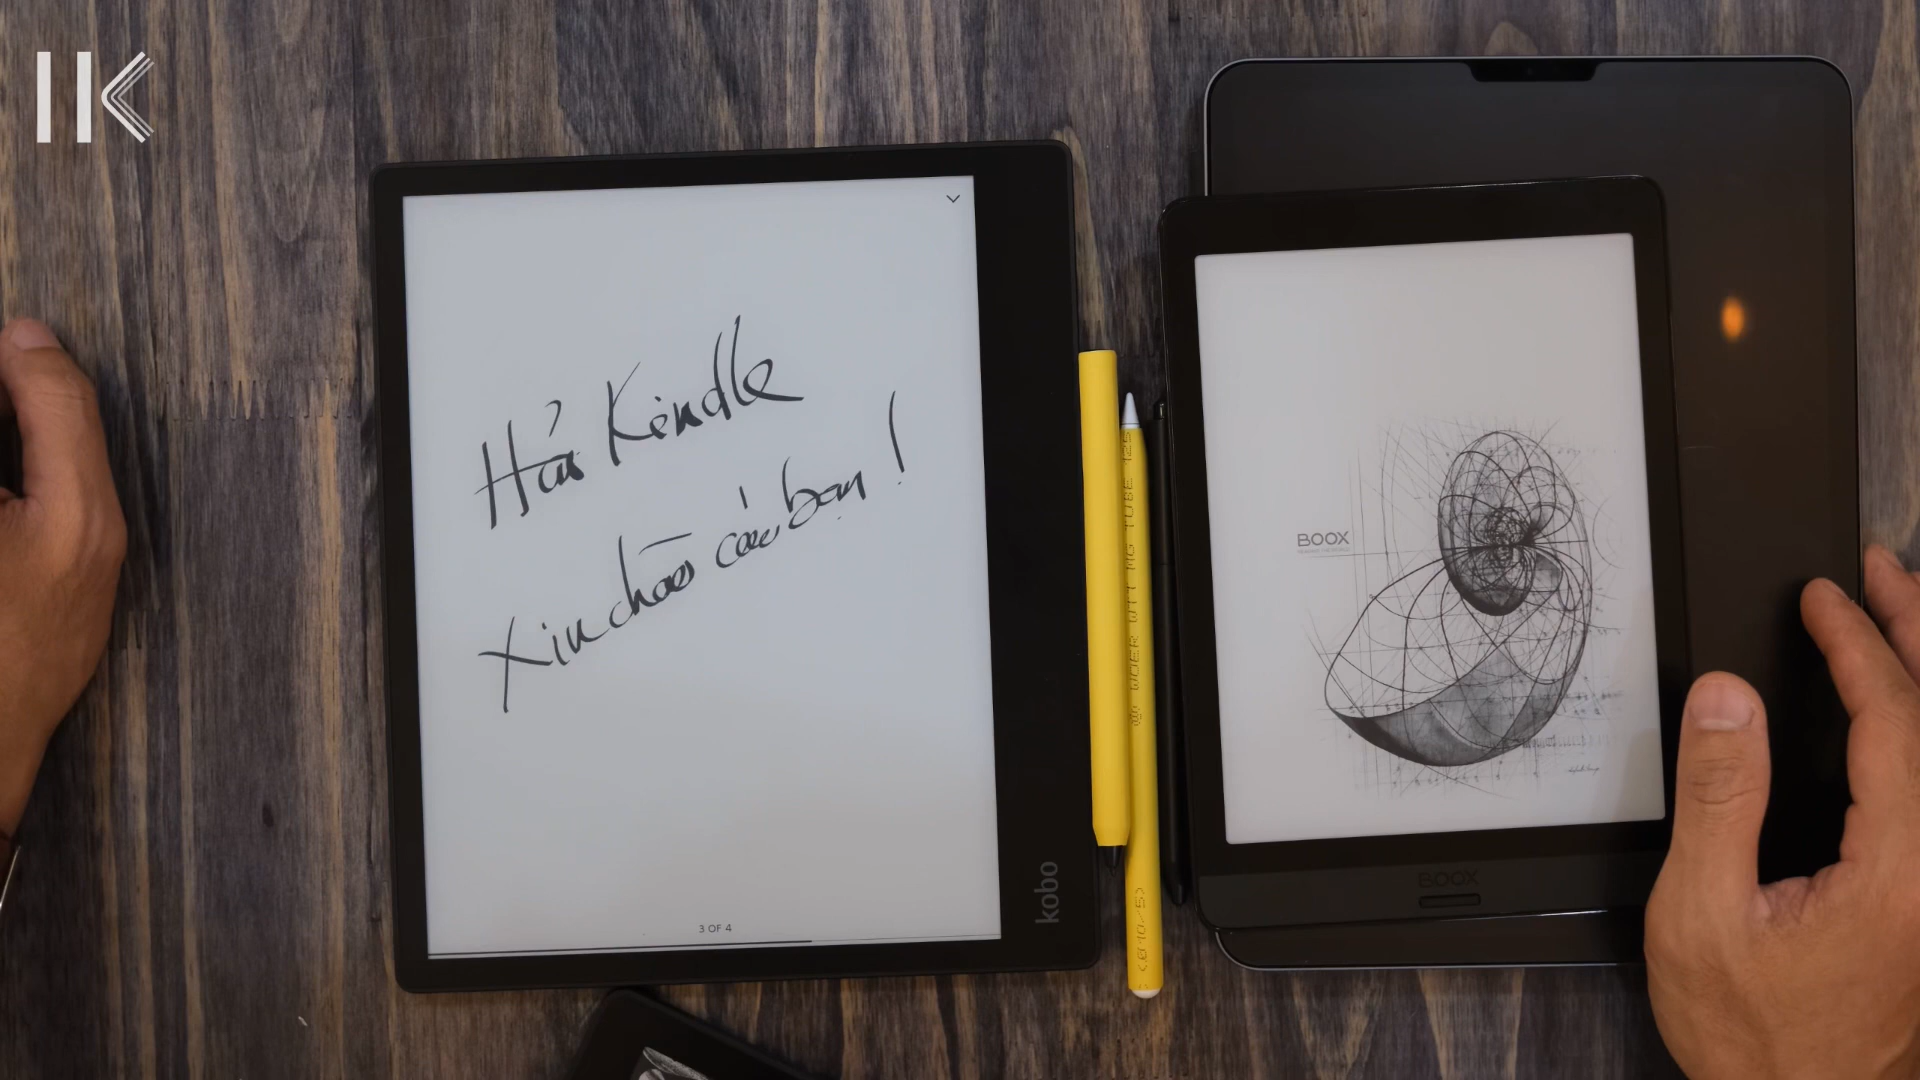 Hải Kindle
xin chào các bạn!
3 OF 4
kobo
BOOX
BOOX